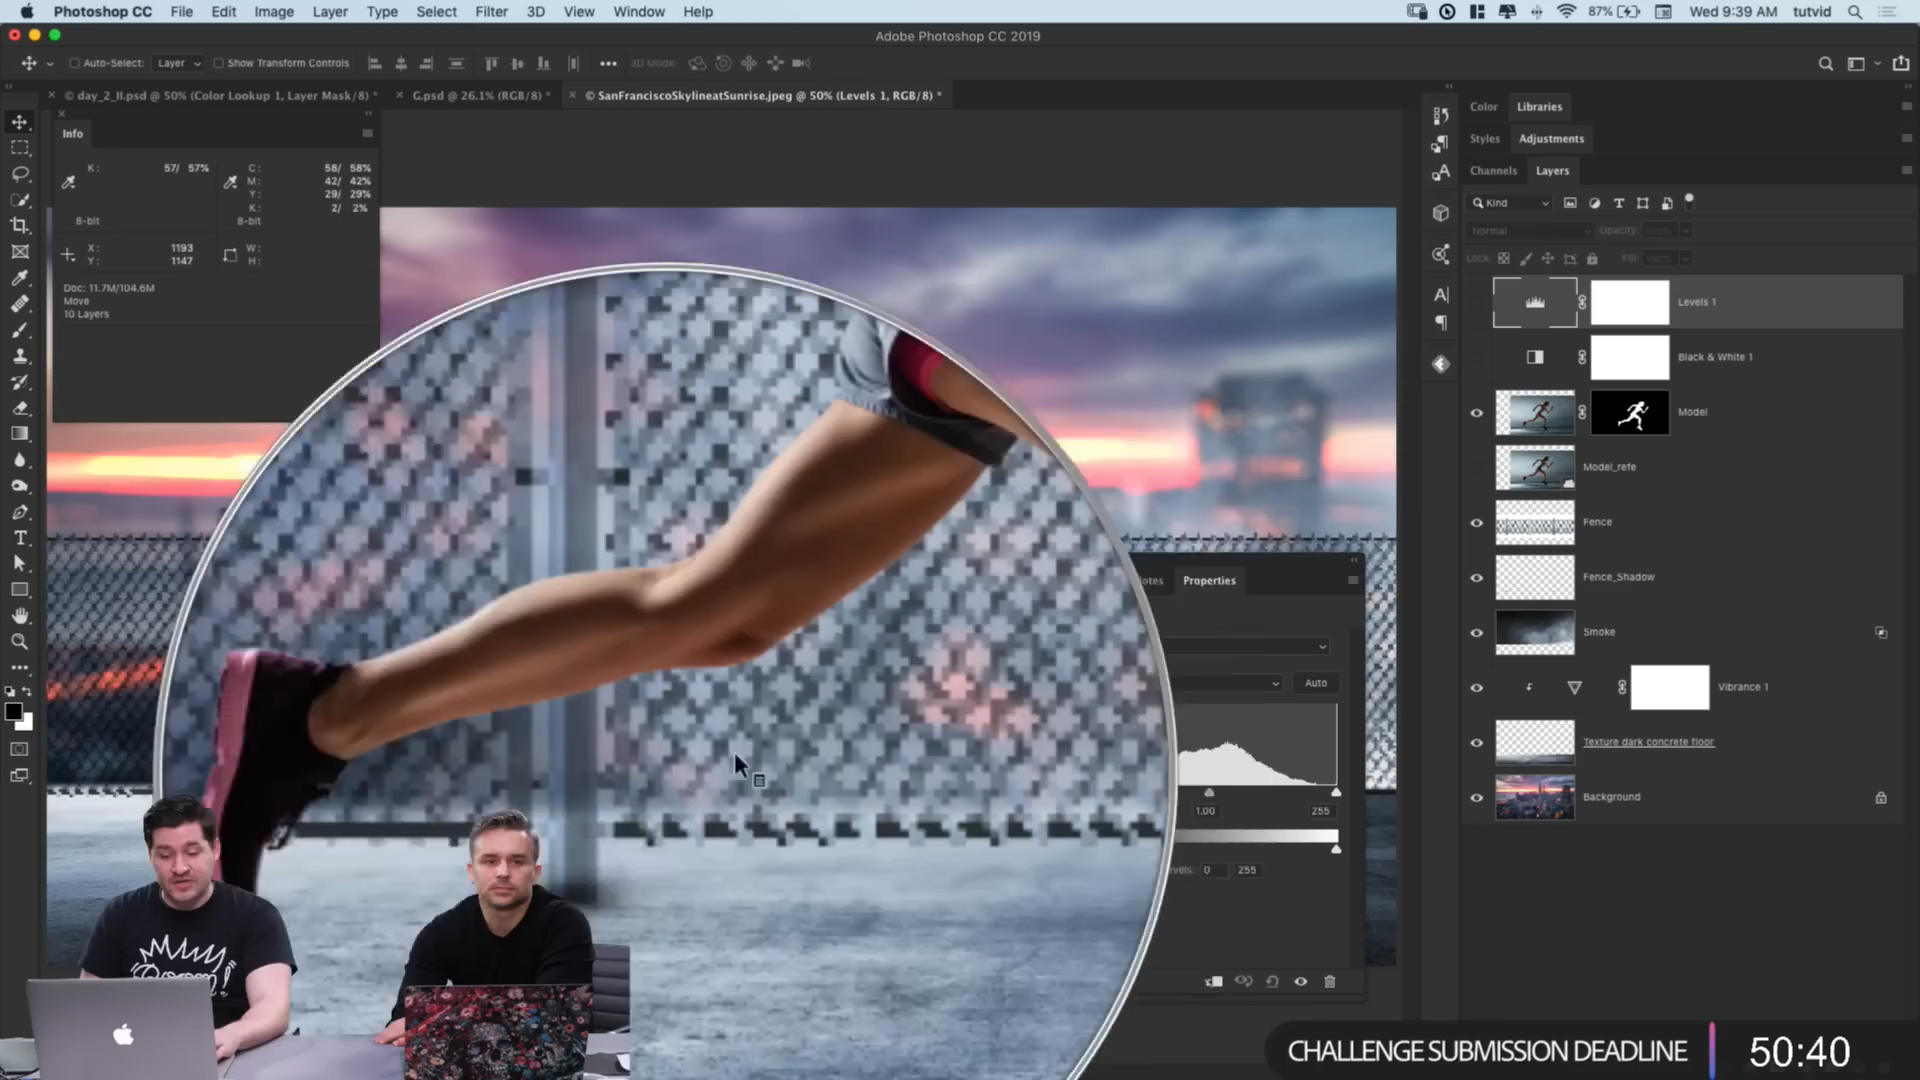 Photoshop CC File Edit Image Layer Type Select Filter 3D View Window Help 87% Wed 9:39 AM tutvid
Adobe Photoshop CC 2019
Auto-Select: Layer Show Transform Controls 3D Mode:
© day_2_II.psd @ 50% (Color Lookup 1, Layer Mask/8) *
G.psd @ 26.1% (RGB/8) *
© SanFranciscoSkylineatSunrise.jpeg @ 50% (Levels 1, RGB/8) *
Info
K: 57/ 57%
8-bit
C: 58/ 58%
M: 42/ 42%
Y: 29/ 29%
K: 2/ 2%
8-bit
X: 1193
Y: 1147
W:
H:
Doc: 11.7M/104.6M
Move
10 Layers
Properties
Auto
1.00 255
0 255
Color Libraries
Styles Adjustments
Channels Layers
Kind
Normal Opacity:
Lock: Fill:
Levels 1
Black & White 1
Model
Model_refe
Fence
Fence_Shadow
Smoke
Vibrance 1
Texture dark concrete floor
Background
CHALLENGE SUBMISSION DEADLINE 50:40